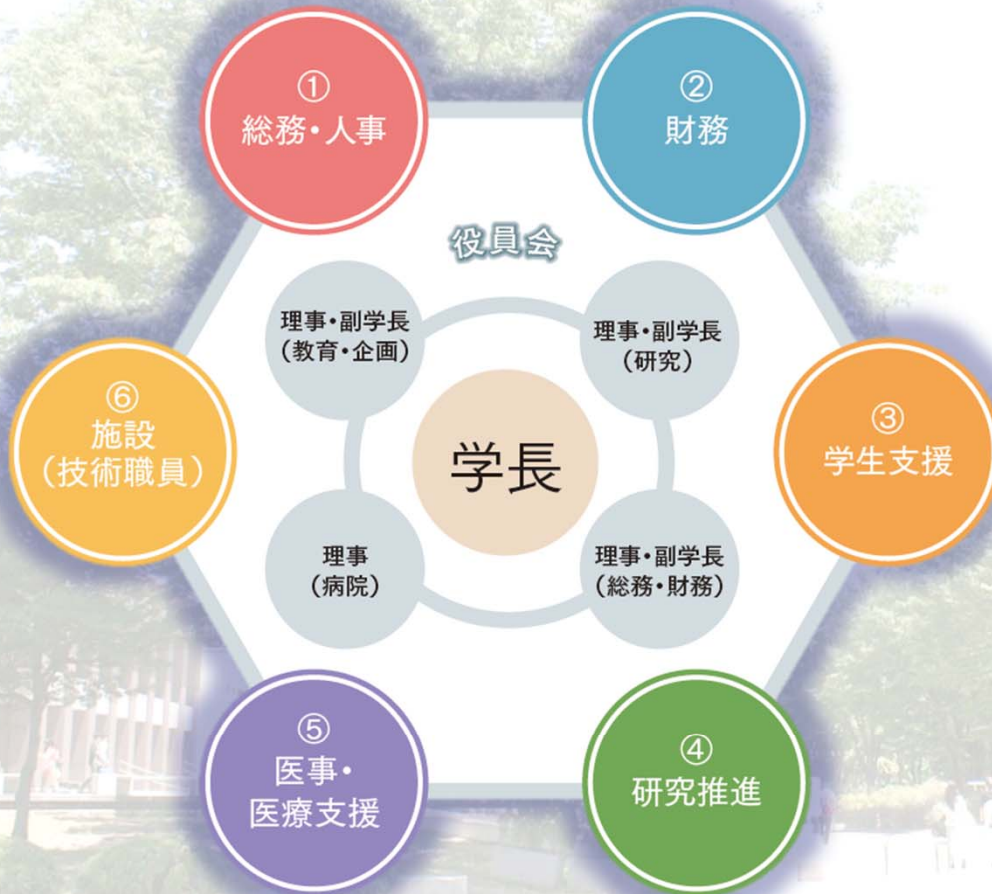 ①
総務・人事
②
財務
役員会
理事・副学長
（教育・企画）
理事・副学長
（研究）
⑥
施設
（技術職員）
学長
③
学生支援
理事
（病院）
理事・副学長
（総務・財務）
⑤
医事・
医療支援
④
研究推進